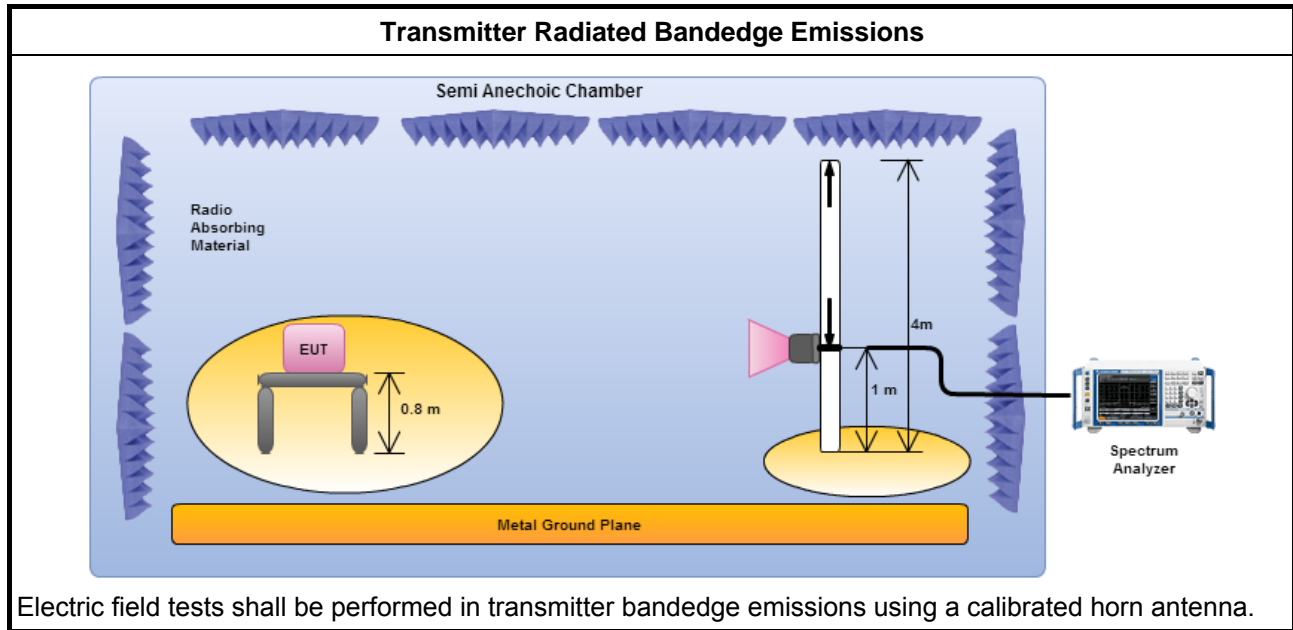 Transmitter Radiated Bandedge Emissions
Semi Anechoic Chamber
Radio
Absorbing
Material
EUT
0.8 m
4m
1 m
Spectrum
Analyzer
Metal Ground Plane
Electric field tests shall be performed in transmitter bandedge emissions using a calibrated horn antenna.